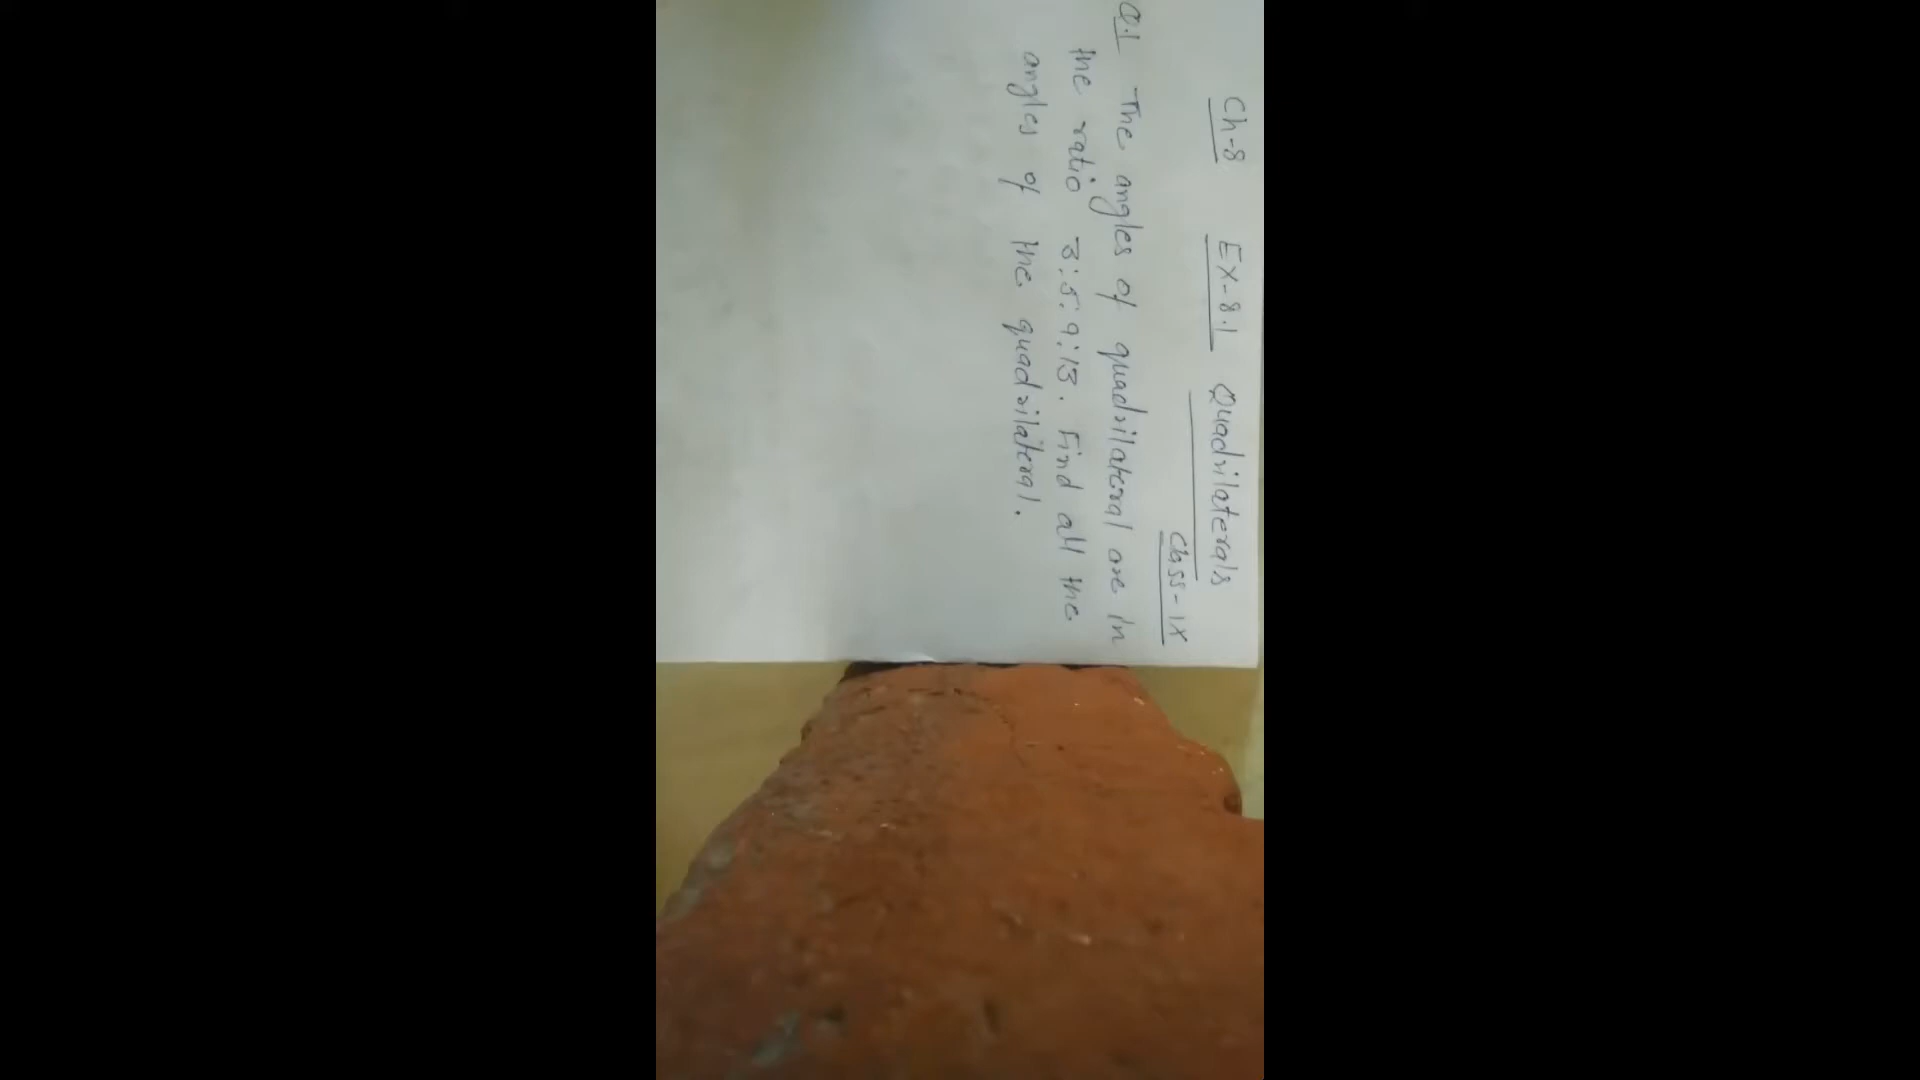 Ch-8 EX-8.1 Quadrilaterals
Class-IX
Q.1 The angles of quadrilateral are in
the ratio 3:5:9:13. Find all the
angles of the quadrilateral.